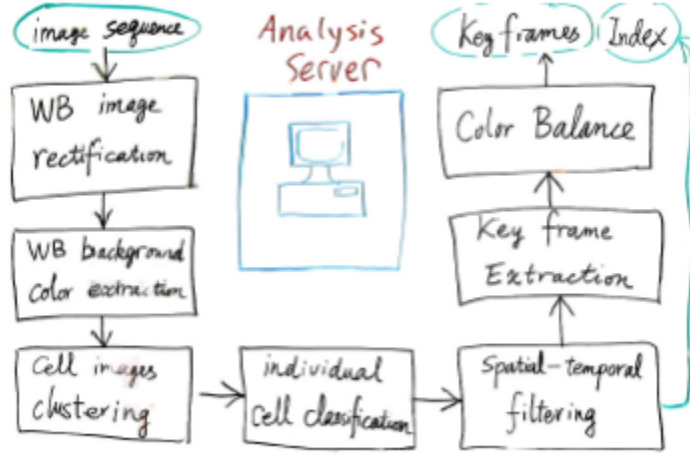 image sequence
WB image
rectification
WB background
color extraction
Cell images
clustering
Analysis
Server
individual
Cell classification
Spatial-temporal
filtering
Key frame
Extraction
Color Balance
Key frames
Index